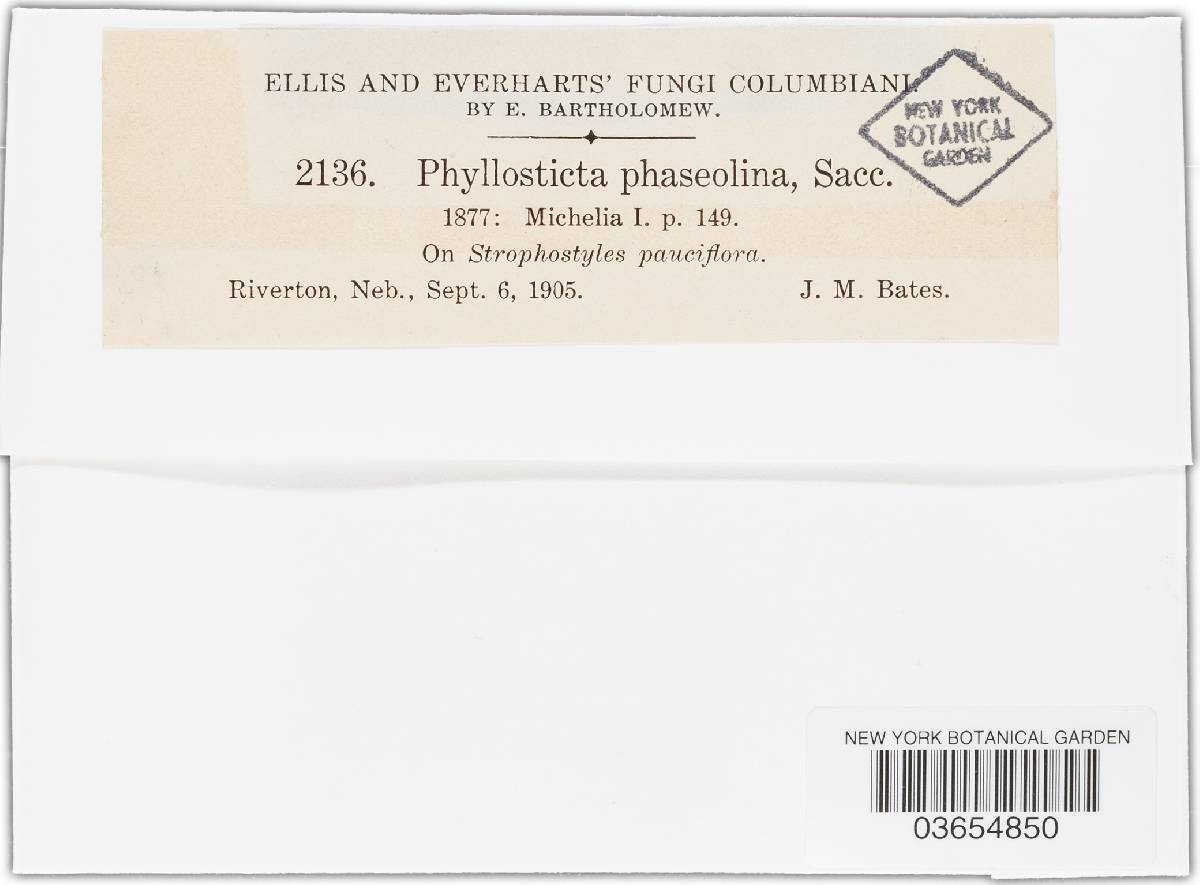 ELLIS AND EVERHARTS' FUNGI COLUMBIANI.
BY E. BARTHOLOMEW.
NEW YORK
BOTANICAL
GARDEN
2136. Phyllosticta phaseolina, Sacc.
1877: Michelia I. p. 149.
On Strophostyles pauciflora.
Riverton, Neb., Sept. 6, 1905. J. M. Bates.
NEW YORK BOTANICAL GARDEN
03654850